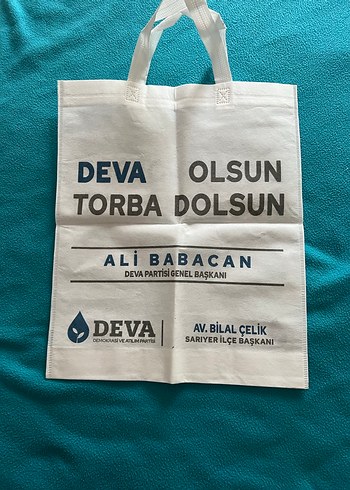 DEVA OLSUN
TORBA DOLSUN
ALİ BABACAN
DEVA PARTİSİ GENEL BAŞKANI
DEVA
DEMOKRASİ VE ATILIM PARTİSİ
AV. BİLAL ÇELİK
SARIYER İLÇE BAŞKANI